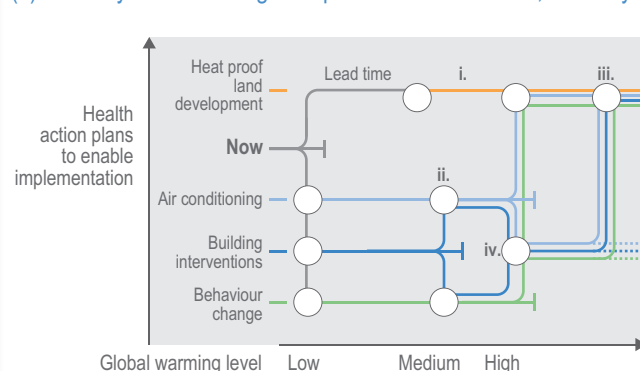 Heat proof
land
development
Lead time
i.
iii.
Health
action plans
to enable
implementation
Now
ii.
Air conditioning
Building
interventions
iv.
Behaviour
change
Global warming level
Low
Medium
High